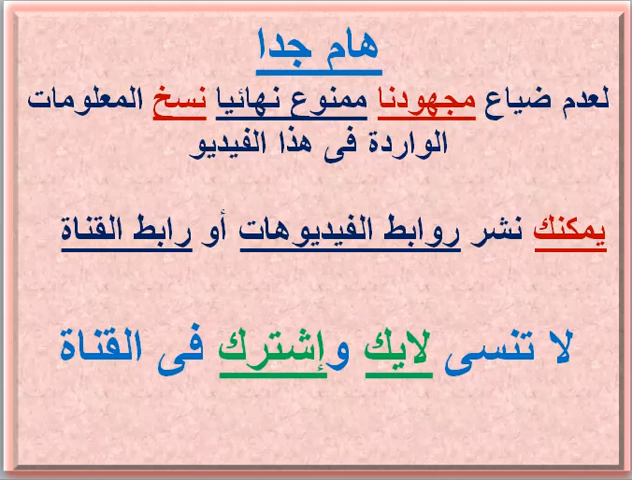 هام جدا
لعدم ضياع مجهودنا ممنوع نهائيا نسخ المعلومات
الواردة فى هذا الفيديو
يمكنك نشر روابط الفيديوهات أو رابط القناة
لا تنسى لايك وإشترك فى القناة